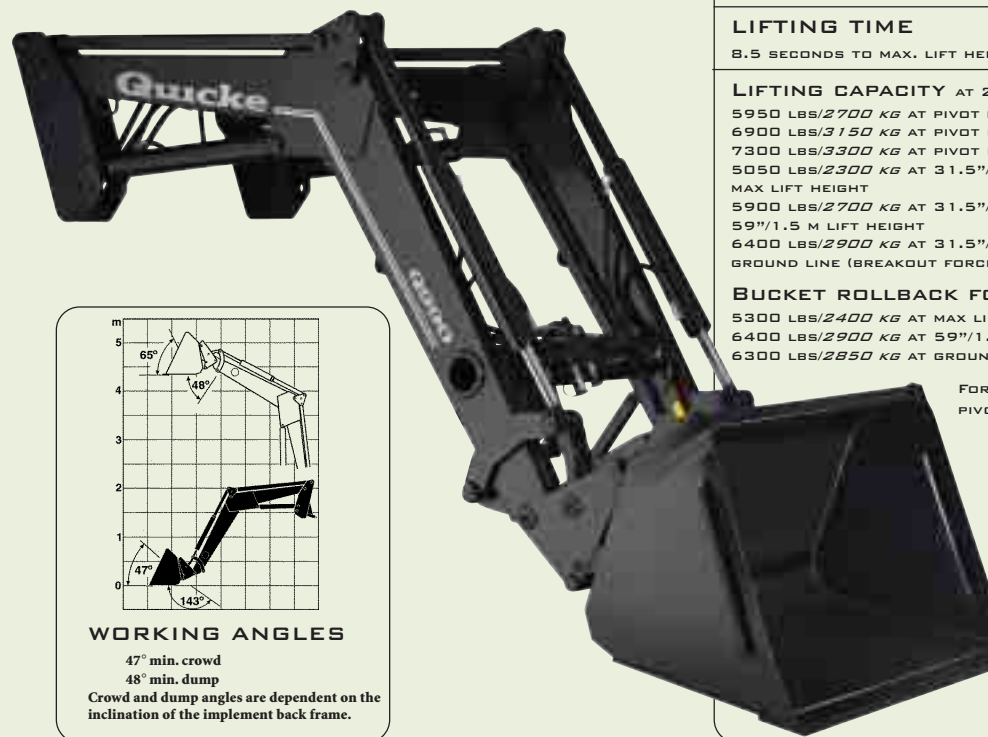 LIFTING TIME
8.5 SECONDS TO MAX. LIFT HEI
LIFTING CAPACITY AT 2
5950 LBS/2700 KG AT PIVOT
6900 LBS/3150 KG AT PIVOT
7300 LBS/3300 KG AT PIVOT
5050 LBS/2300 KG AT 31.5”/
MAX LIFT HEIGHT
5900 LBS/2700 KG AT 31.5”/
59”/1.5 M LIFT HEIGHT
6400 LBS/2900 KG AT 31.5”/
GROUND LINE (BREAKOUT FORCE
BUCKET ROLLBACK FO
5300 LBS/2400 KG AT MAX LI
6400 LBS/2900 KG AT 59”/1.
6300 LBS/2850 KG AT GROUN
FOR
PIVO
Quicke
m
5
4
3
2
1
0
65°
48°
47°
143°
WORKING ANGLES
47° min. crowd
48° min. dump
Crowd and dump angles are dependent on the
inclination of the implement back frame.